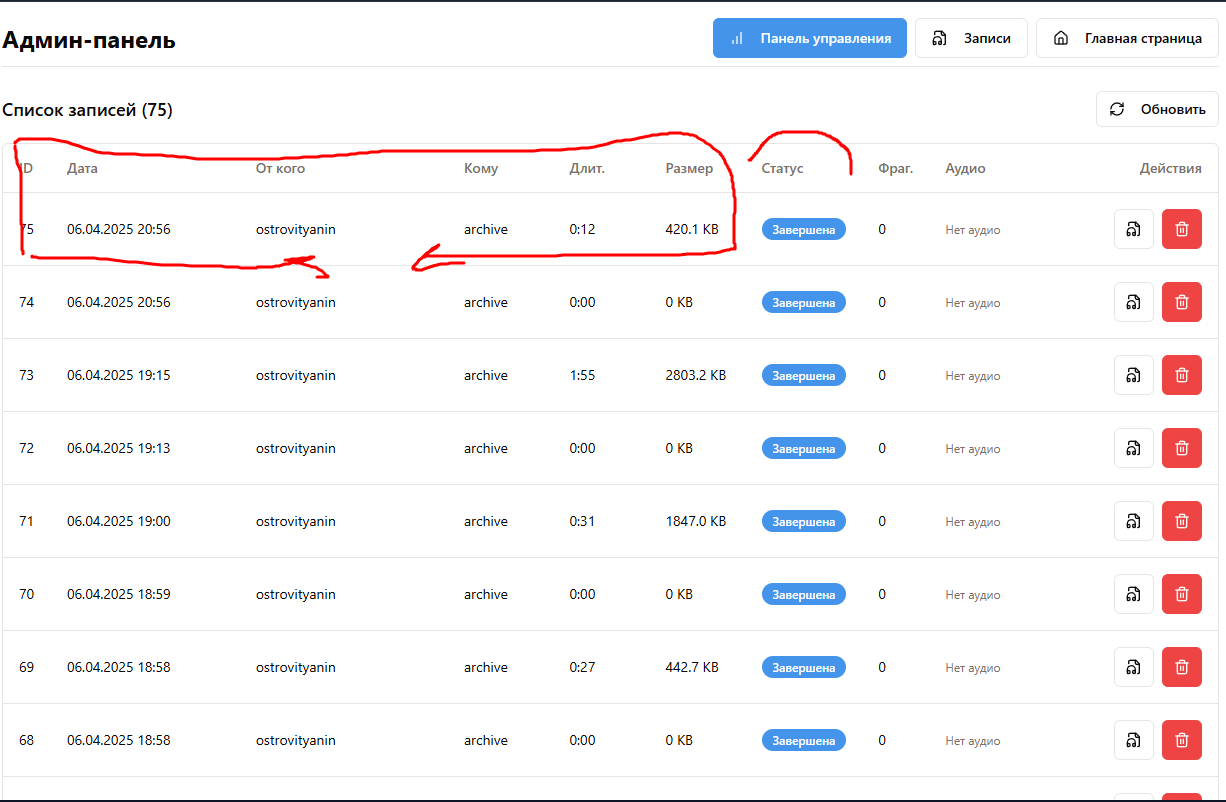 Админ-панель Панель управления Записи Главная страница
Список записей (75) Обновить
ID Дата От кого Кому Длит. Размер Статус Фраг. Аудио Действия
75 06.04.2025 20:56 ostrovityanin archive 0:12 420.1 KB Завершена 0 Нет аудио
74 06.04.2025 20:56 ostrovityanin archive 0:00 0 KB Завершена 0 Нет аудио
73 06.04.2025 19:15 ostrovityanin archive 1:55 2803.2 KB Завершена 0 Нет аудио
72 06.04.2025 19:13 ostrovityanin archive 0:00 0 KB Завершена 0 Нет аудио
71 06.04.2025 19:00 ostrovityanin archive 0:31 1847.0 KB Завершена 0 Нет аудио
70 06.04.2025 18:59 ostrovityanin archive 0:00 0 KB Завершена 0 Нет аудио
69 06.04.2025 18:58 ostrovityanin archive 0:27 442.7 KB Завершена 0 Нет аудио
68 06.04.2025 18:58 ostrovityanin archive 0:00 0 KB Завершена 0 Нет аудио